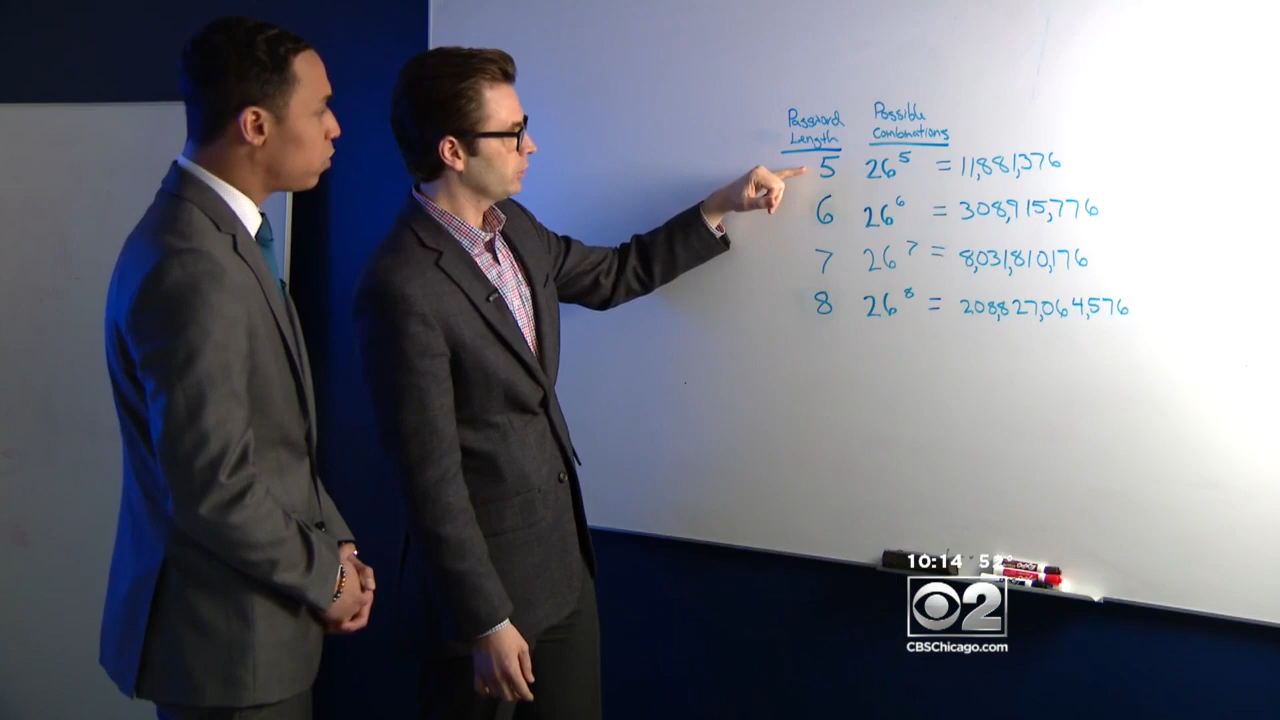 Password Possible
Length Combinations
5 26⁵ = 11,881,376
6 26⁶ = 308,915,776
7 26⁷ = 8,031,810,176
8 26⁸ = 208,827,064,576
10:14 52°
2
CBSChicago.com